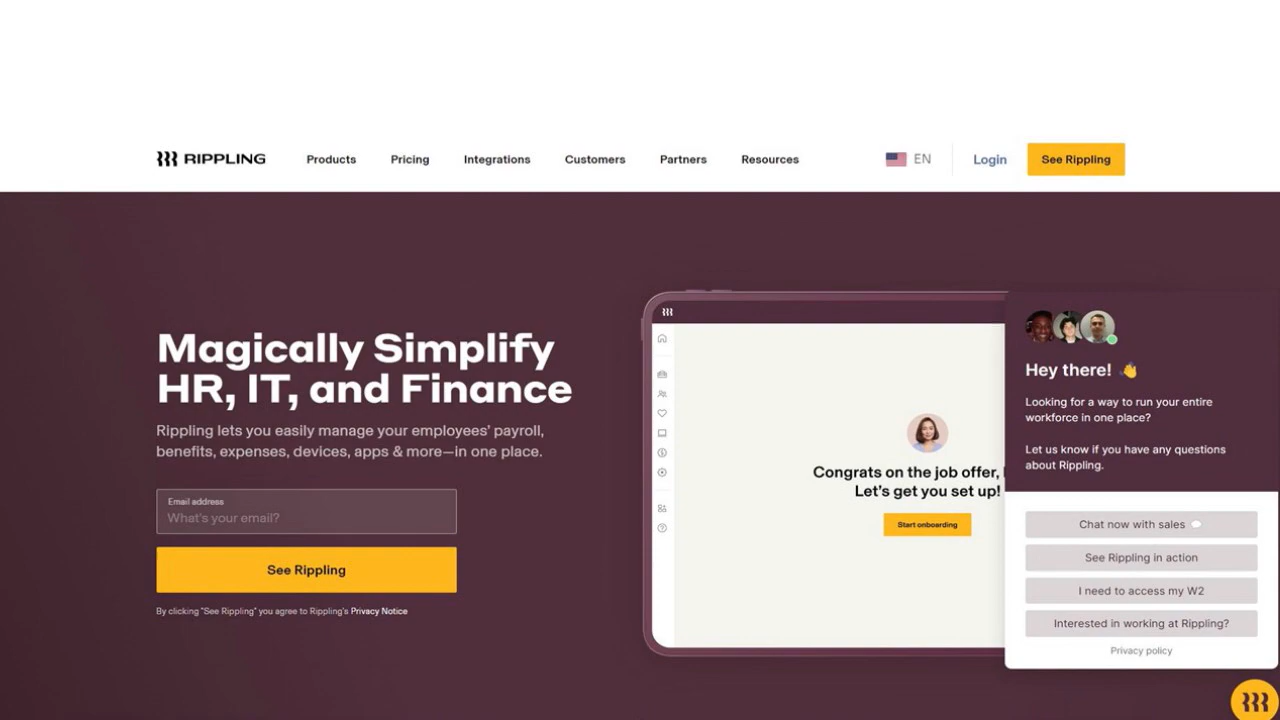 RIPPLING
Products
Pricing
Integrations
Customers
Partners
Resources
EN
Login
See Rippling
Magically Simplify
HR, IT, and Finance
Rippling lets you easily manage your employees' payroll,
benefits, expenses, devices, apps & more—in one place.
Email address
What's your email?
See Rippling
By clicking "See Rippling" you agree to Rippling's Privacy Notice
Congrats on the job offer,
Let's get you set up!
Start onboarding
Hey there! 👋
Looking for a way to run your entire
workforce in one place?
Let us know if you have any questions
about Rippling.
Chat now with sales 💬
See Rippling in action
I need to access my W2
Interested in working at Rippling?
Privacy policy